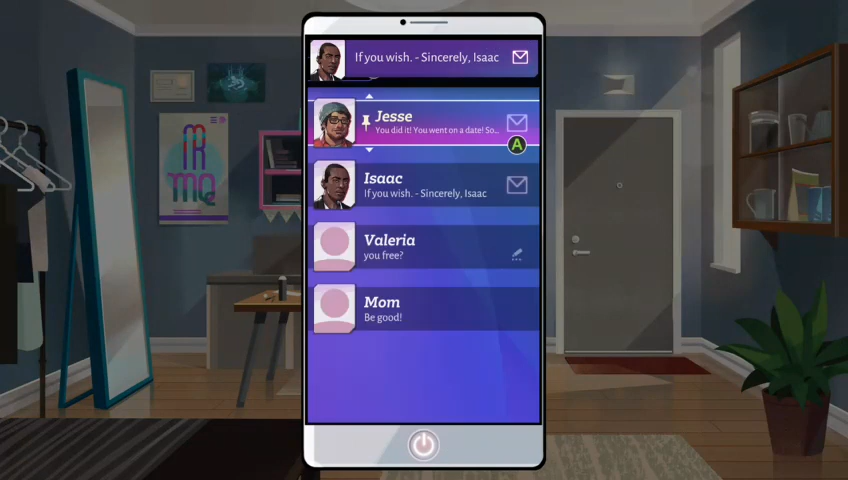 If you wish. - Sincerely, Isaac
Jesse
You did it! You went on a date! So...
A
Isaac
If you wish. - Sincerely, Isaac
Valeria
you free?
Mom
Be good!